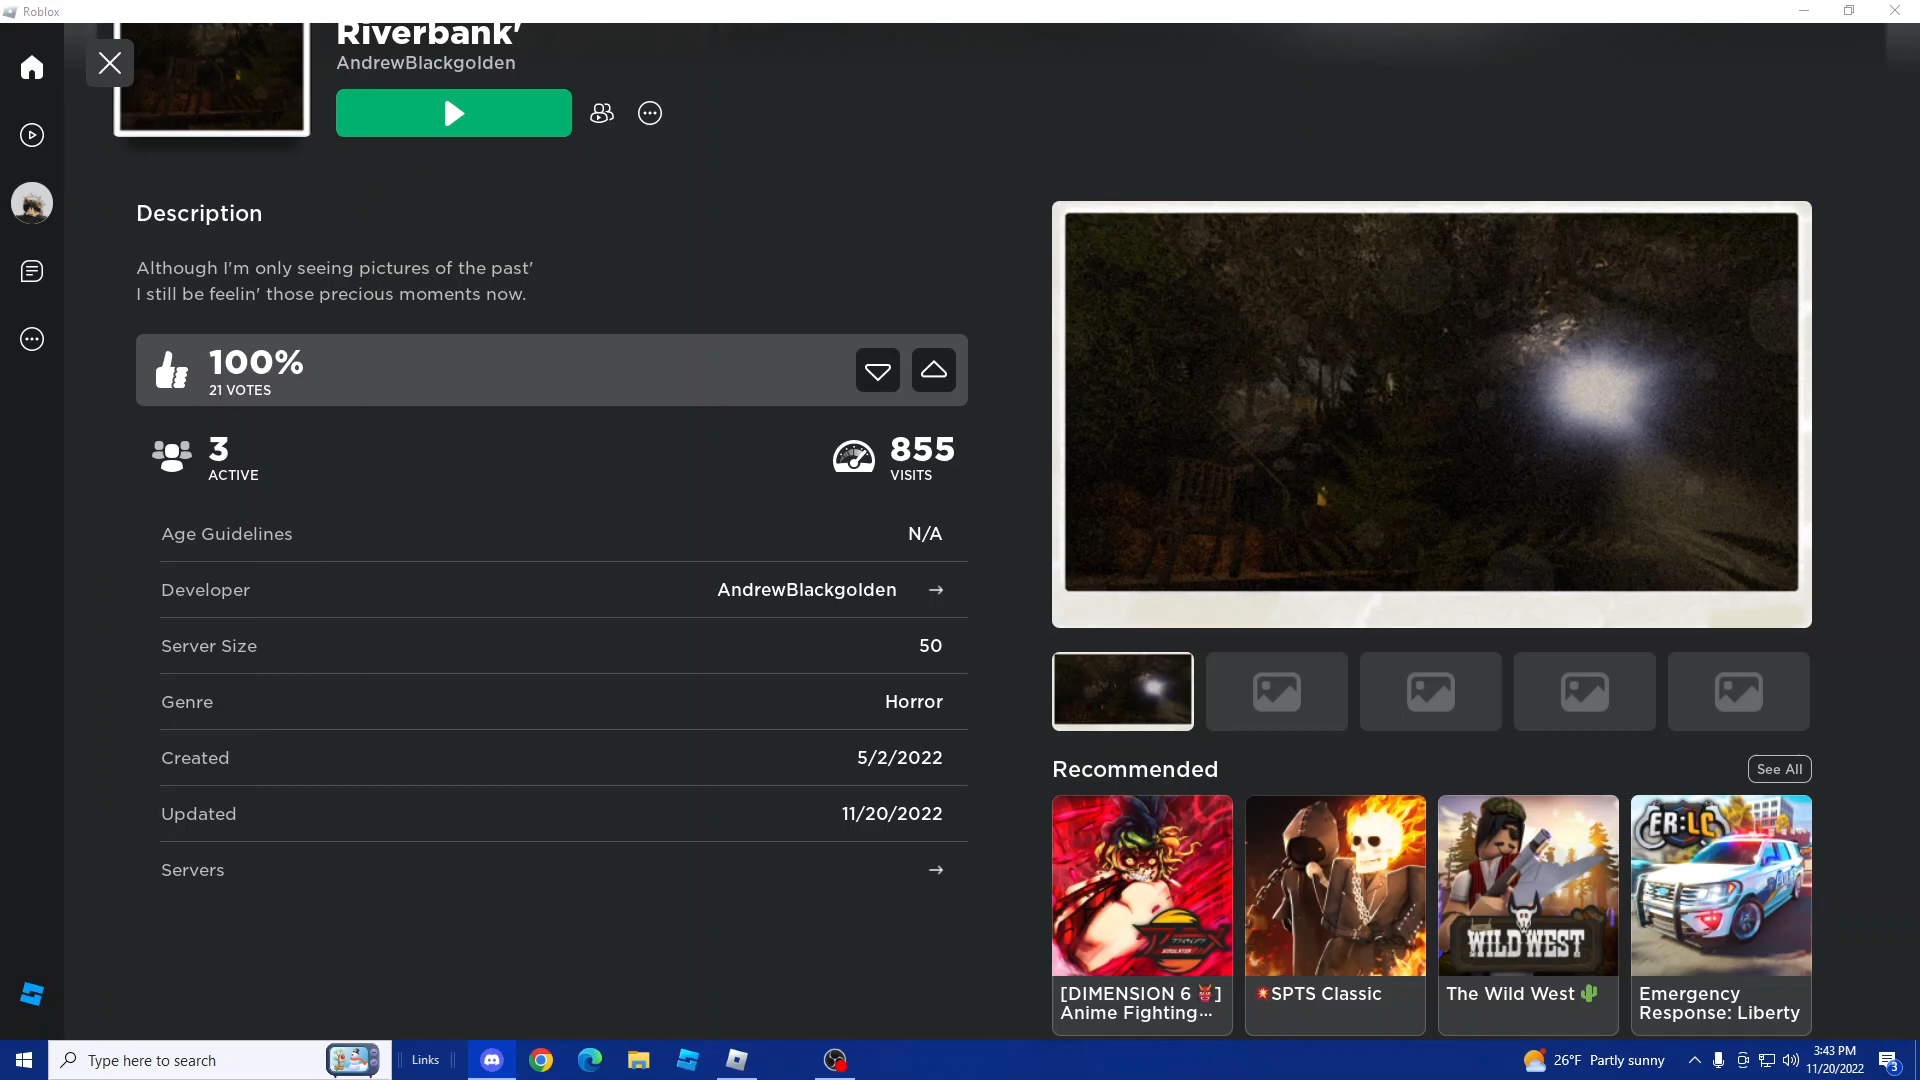 Roblox
Riverbank'
AndrewBlackgolden
Description
Although I'm only seeing pictures of the past'
I still be feelin' those precious moments now.
100%
21 VOTES
3
ACTIVE
855
VISITS
Age Guidelines N/A
Developer AndrewBlackgolden →
Server Size 50
Genre Horror
Created 5/2/2022
Updated 11/20/2022
Servers →
Recommended See All
ER:LC
WILD WEST
[DIMENSION 6 👹]
Anime Fighting...
💥SPTS Classic
The Wild West 🌵
Emergency
Response: Liberty
Type here to search
Links
26°F Partly sunny
3:43 PM
11/20/2022
3